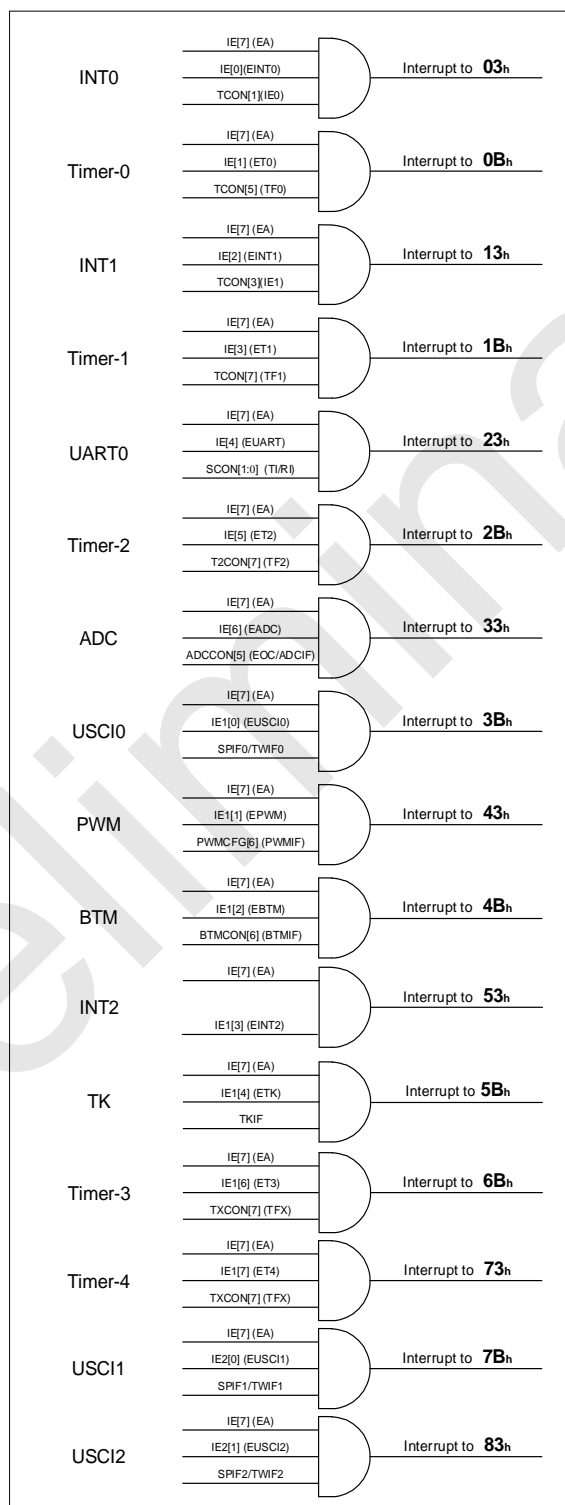 IE[7] (EA)
INT0
IE[0](EINT0)
TCON[1](IE0)
Interrupt to 03h
IE[7] (EA)
Timer-0
IE[1] (ET0)
TCON[5] (TF0)
Interrupt to 0Bh
IE[7] (EA)
INT1
IE[2] (EINT1)
TCON[3](IE1)
Interrupt to 13h
IE[7] (EA)
Timer-1
IE[3] (ET1)
TCON[7] (TF1)
Interrupt to 1Bh
IE[7] (EA)
UART0
IE[4] (EUART)
SCON[1:0] (TI/RI)
Interrupt to 23h
IE[7] (EA)
Timer-2
IE[5] (ET2)
T2CON[7] (TF2)
Interrupt to 2Bh
IE[7] (EA)
ADC
IE[6] (EADC)
ADCCON[5] (EOC/ADCIF)
Interrupt to 33h
IE[7] (EA)
USCI0
IE1[0] (EUSCI0)
SPIF0/TWIF0
Interrupt to 3Bh
IE[7] (EA)
PWM
IE1[1] (EPWM)
PWMCFG[6] (PWMIF)
Interrupt to 43h
IE[7] (EA)
BTM
IE1[2] (EBTM)
BTMCON[6] (BTMIF)
Interrupt to 4Bh
IE[7] (EA)
INT2
IE1[3] (EINT2)
Interrupt to 53h
IE[7] (EA)
TK
IE1[4] (ETK)
TKIF
Interrupt to 5Bh
IE[7] (EA)
Timer-3
IE1[6] (ET3)
TXCON[7] (TFX)
Interrupt to 6Bh
IE[7] (EA)
Timer-4
IE1[7] (ET4)
TXCON[7] (TFX)
Interrupt to 73h
IE[7] (EA)
USCI1
IE2[0] (EUSCI1)
SPIF1/TWIF1
Interrupt to 7Bh
IE[7] (EA)
USCI2
IE2[1] (EUSCI2)
SPIF2/TWIF2
Interrupt to 83h
elimina